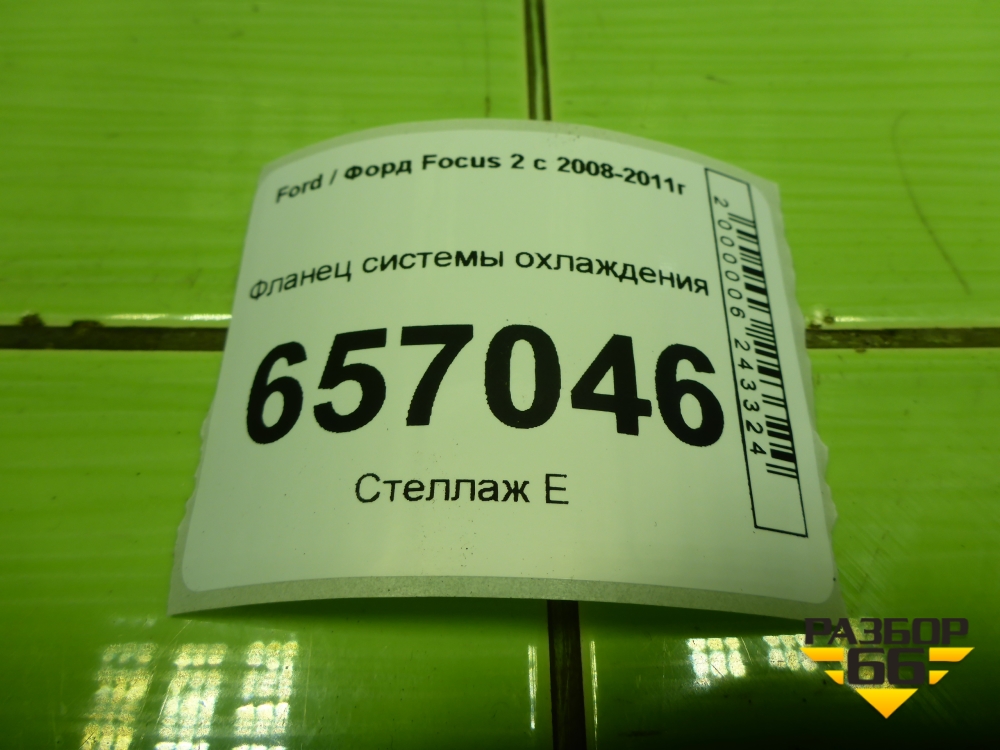 Ford / Форд Focus 2 с 2008-2011г
Фланец системы охлаждения
657046
Стеллаж Е
2000006243324
РАЗБОР
66